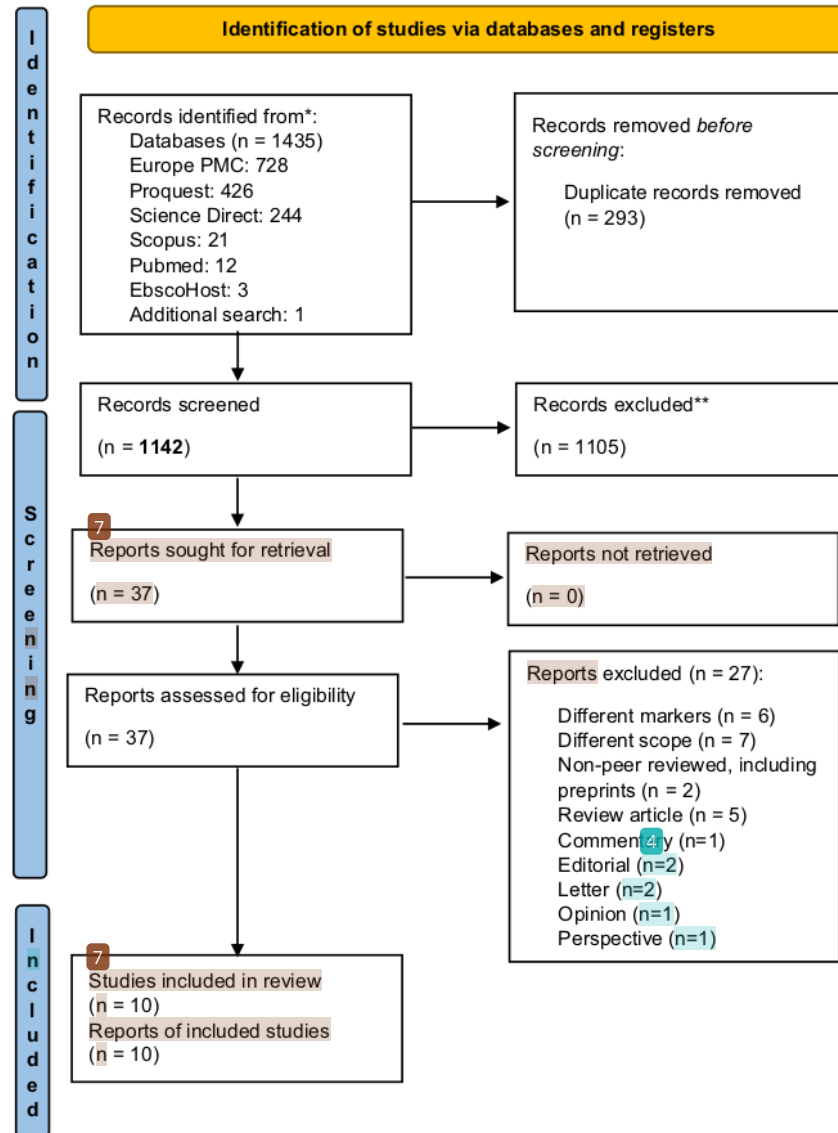 Identification of studies via databases and registers
Identification
Records identified from*:
Databases (n = 1435)
Europe PMC: 728
Proquest: 426
Science Direct: 244
Scopus: 21
Pubmed: 12
EbscoHost: 3
Additional search: 1
Records removed before
screening:
Duplicate records removed
(n = 293)
Screening
Records screened
(n = 1142)
Records excluded**
(n = 1105)
7
Reports sought for retrieval
(n = 37)
Reports not retrieved
(n = 0)
Reports assessed for eligibility
(n = 37)
Reports excluded (n = 27):
Different markers (n = 6)
Different scope (n = 7)
Non-peer reviewed, including
preprints (n = 2)
Review article (n = 5)
Commentary (n=1)
4
Editorial (n=2)
Letter (n=2)
Opinion (n=1)
Perspective (n=1)
Included
7
Studies included in review
(n = 10)
Reports of included studies
(n = 10)